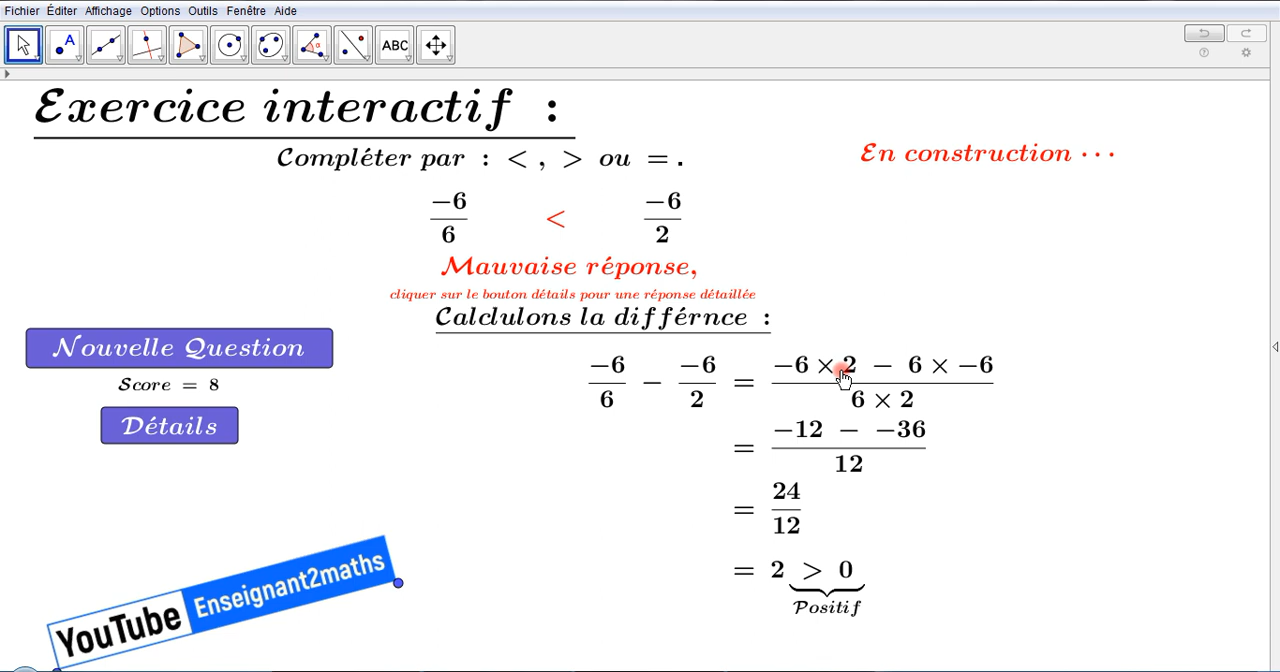 Fichier Éditer Affichage Options Outils Fenêtre Aide
A
α
ABC
Exercice interactif :
Compléter par : < , > ou = .
En construction ···
−6/6 < −6/2
Mauvaise réponse,
cliquer sur le bouton détails pour une réponse détaillée
Calclulons la différnce :
Nouvelle Question
Score = 8
Détails
−6/6 − −6/2 = (−6 × 2 − 6 × −6)/(6 × 2)
= (−12 − −36)/12
= 24/12
= 2 > 0
Positif
YouTube Enseignant2maths